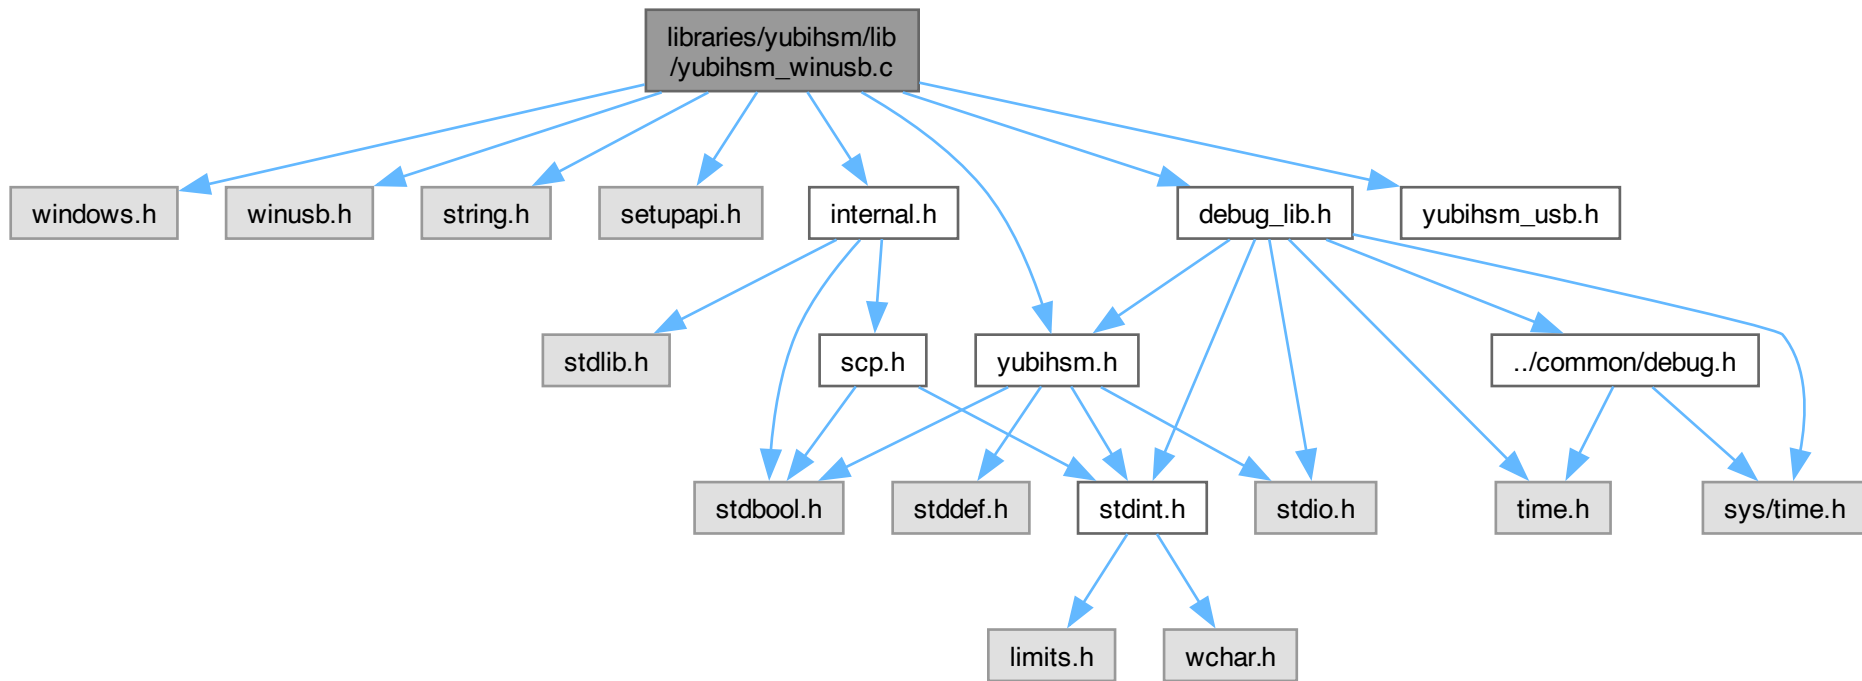 libraries/yubihsm/lib
/yubihsm_winusb.c
windows.h
winusb.h
string.h
setupapi.h
internal.h
debug_lib.h
yubihsm_usb.h
stdlib.h
scp.h
yubihsm.h
../common/debug.h
stdbool.h
stddef.h
stdint.h
stdio.h
time.h
sys/time.h
limits.h
wchar.h